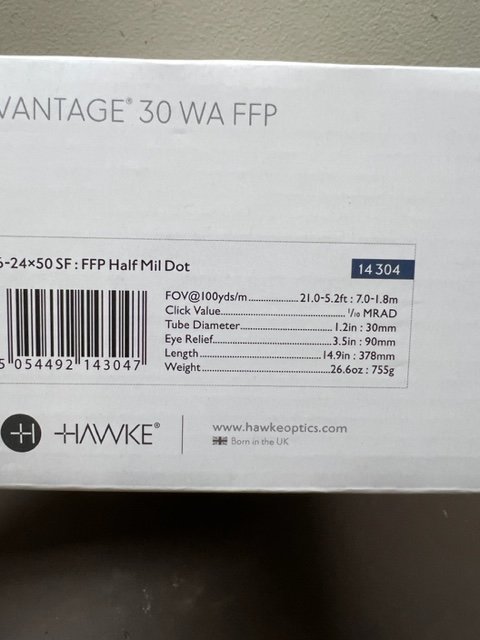 VANTAGE® 30 WA FFP
6-24×50 SF : FFP Half Mil Dot
14304
FOV@100yds/m.................21.0-5.2ft : 7.0-1.8m
Click Value.......................................¹/₁₀ MRAD
Tube Diameter............................1.2in : 30mm
Eye Relief....................................3.5in : 90mm
Length.....................................14.9in : 378mm
Weight.......................................26.6oz : 755g
5 054492 143047
HAWKE®
www.hawkeoptics.com
Born in the UK